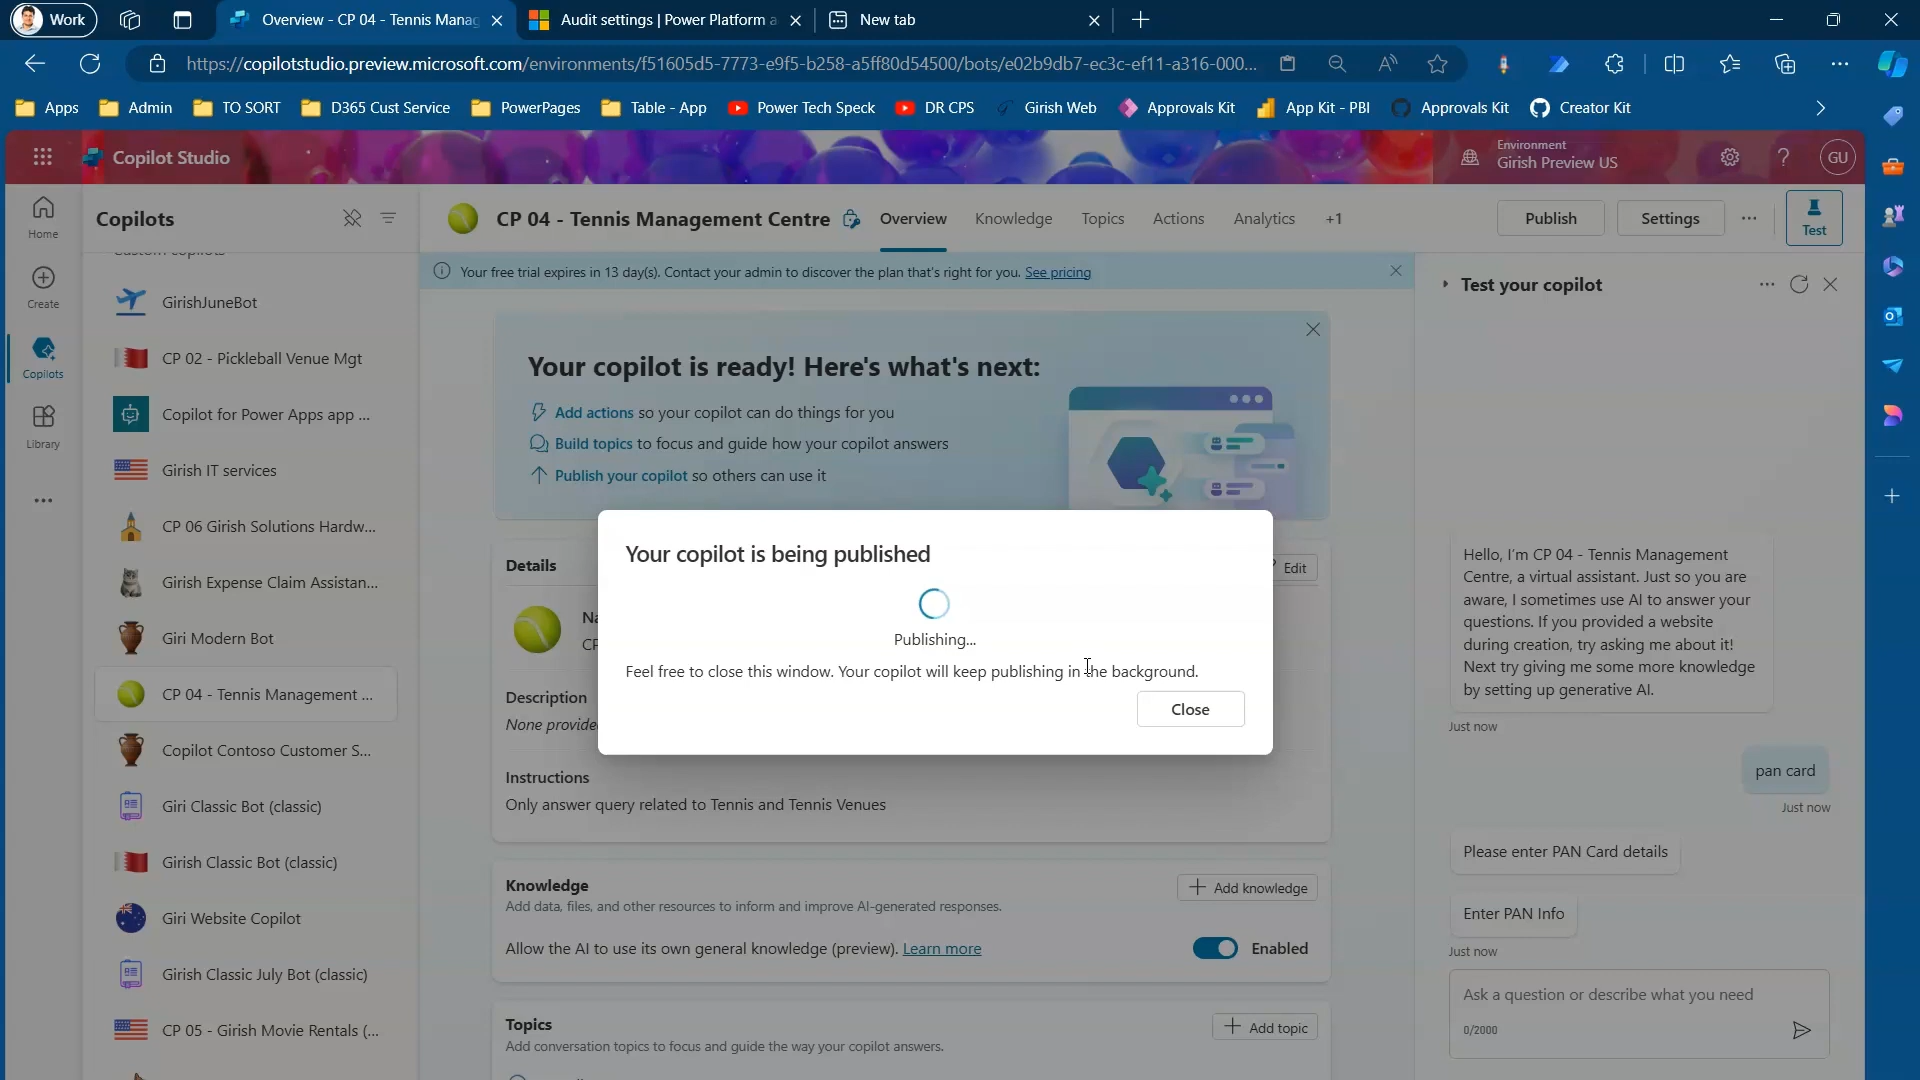 Work
Overview - CP 04 - Tennis Manag
Audit settings | Power Platform a
New tab
https://copilotstudio.preview.microsoft.com/environments/f51605d5-7773-e9f5-b258-a5ff80d54500/bots/e02b9db7-ec3c-ef11-a316-000...
Apps
Admin
TO SORT
D365 Cust Service
PowerPages
Table - App
Power Tech Speck
DR CPS
Girish Web
Approvals Kit
App Kit - PBI
Approvals Kit
Creator Kit
Copilot Studio
Environment
Girish Preview US
GU
Home
Create
Copilots
Library
Copilots
Custom copilots
GirishJuneBot
CP 02 - Pickleball Venue Mgt
Copilot for Power Apps app ...
Girish IT services
CP 06 Girish Solutions Hardw...
Girish Expense Claim Assistan...
Giri Modern Bot
CP 04 - Tennis Management ...
Copilot Contoso Customer S...
Giri Classic Bot (classic)
Girish Classic Bot (classic)
Giri Website Copilot
Girish Classic July Bot (classic)
CP 05 - Girish Movie Rentals (...
CP 04 - Tennis Management Centre
Overview
Knowledge
Topics
Actions
Analytics
+1
Publish
Settings
Test
Your free trial expires in 13 day(s). Contact your admin to discover the plan that's right for you. See pricing
Your copilot is ready! Here's what's next:
Add actions so your copilot can do things for you
Build topics to focus and guide how your copilot answers
Publish your copilot so others can use it
Your copilot is being published
Publishing...
Feel free to close this window. Your copilot will keep publishing in the background.
Close
Details
Edit
Na
CP
Description
None provide
Instructions
Only answer query related to Tennis and Tennis Venues
Knowledge
Add knowledge
Add data, files, and other resources to inform and improve AI-generated responses.
Allow the AI to use its own general knowledge (preview). Learn more
Enabled
Topics
Add topic
Add conversation topics to focus and guide the way your copilot answers.
Test your copilot
Hello, I'm CP 04 - Tennis Management
Centre, a virtual assistant. Just so you are
aware, I sometimes use AI to answer your
questions. If you provided a website
during creation, try asking me about it!
Next try giving me some more knowledge
by setting up generative AI.
Just now
pan card
Just now
Please enter PAN Card details
Enter PAN Info
Just now
Ask a question or describe what you need
0/2000